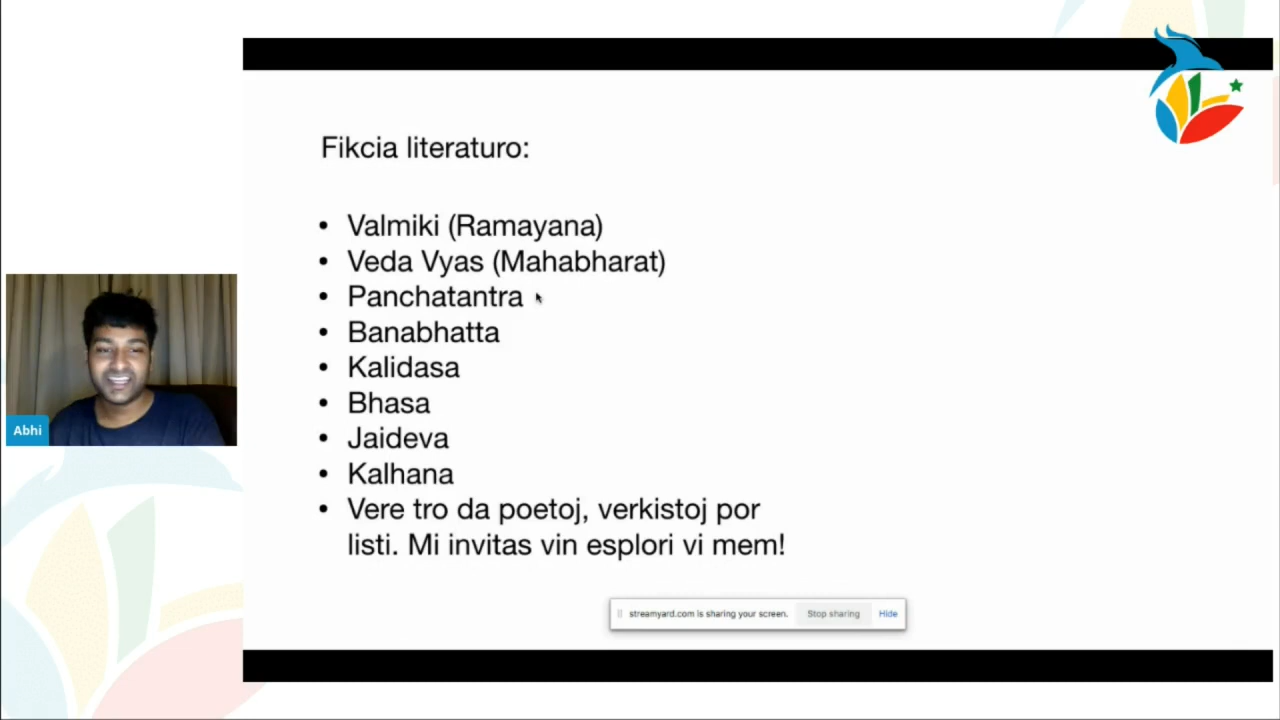 Fikcia literaturo:
• Valmiki (Ramayana)
• Veda Vyas (Mahabharat)
• Panchatantra
• Banabhatta
• Kalidasa
• Bhasa
• Jaideva
• Kalhana
• Vere tro da poetoj, verkistoj por
listi. Mi invitas vin esplori vi mem!
Abhi
streamyard.com is sharing your screen. Stop sharing Hide